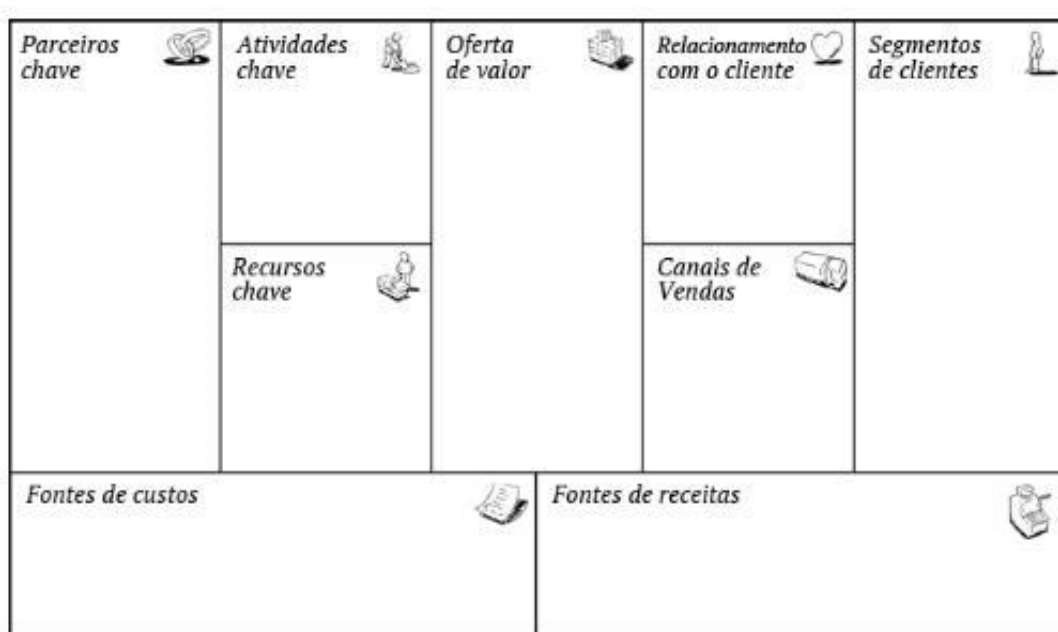 Parceiros
chave
Atividades
chave
Oferta
de valor
Relacionamento
com o cliente
Segmentos
de clientes
Recursos
chave
Canais de
Vendas
Fontes de custos
Fontes de receitas